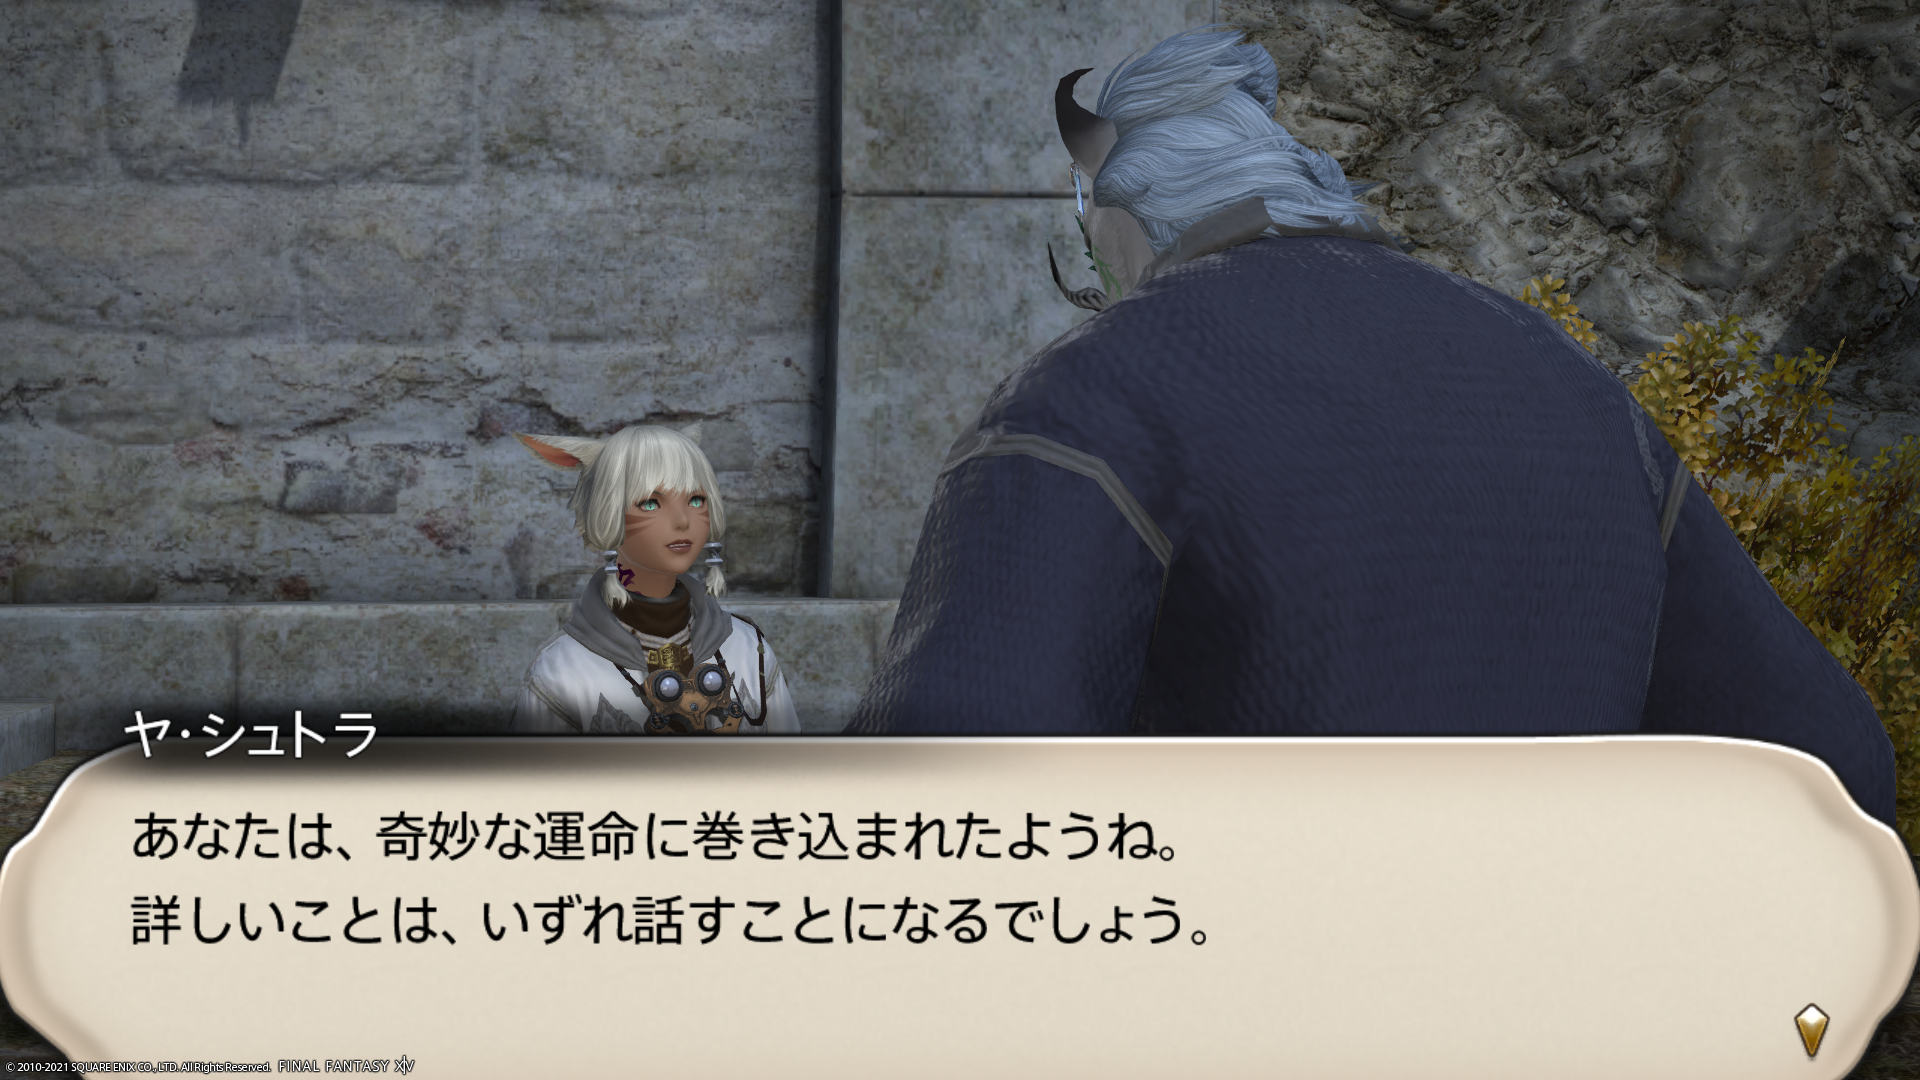 ヤ・シュトラ
あなたは、奇妙な運命に巻き込まれたようね。
詳しいことは、いずれ話すことになるでしょう。
© 2010-2021 SQUARE ENIX CO., LTD. All Rights Reserved. FINAL FANTASY XIV